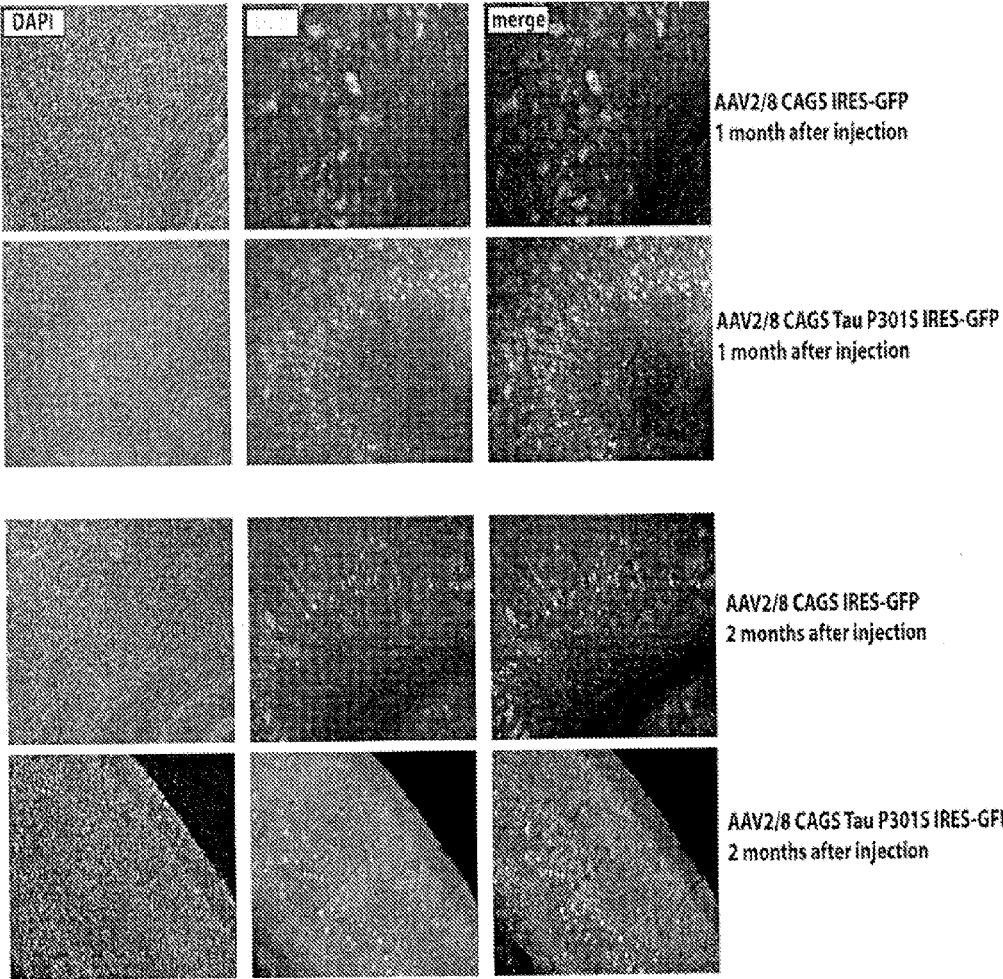 DAPI
merge
AAV2/8 CAGS IRES-GFP
1 month after injection
AAV2/8 CAGS Tau P301S IRES-GFP
1 month after injection
AAV2/8 CAGS IRES-GFP
2 months after injection
AAV2/8 CAGS Tau P301S IRES-GF
2 months after injection